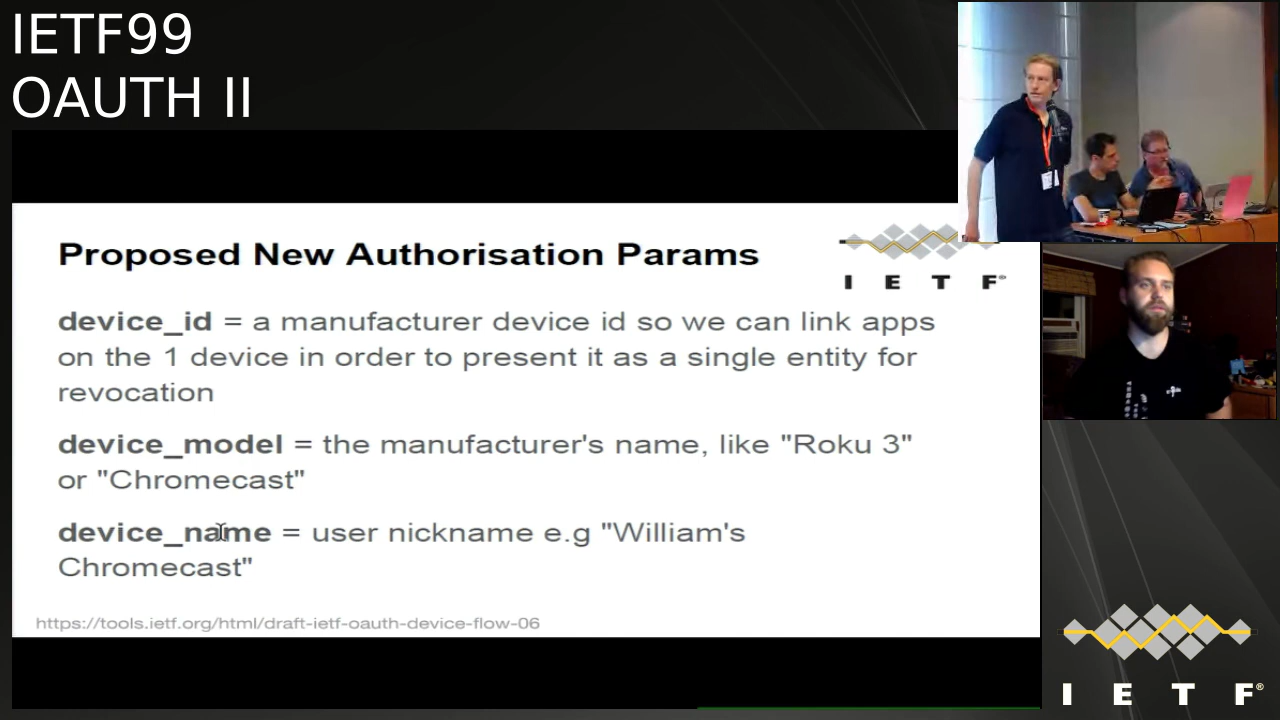 IETF99
OAUTH II
Proposed New Authorisation Params
I E T F®
device_id = a manufacturer device id so we can link apps
on the 1 device in order to present it as a single entity for
revocation
device_model = the manufacturer's name, like "Roku 3"
or "Chromecast"
device_name = user nickname e.g "William's
Chromecast"
https://tools.ietf.org/html/draft-ietf-oauth-device-flow-06
I E T F®